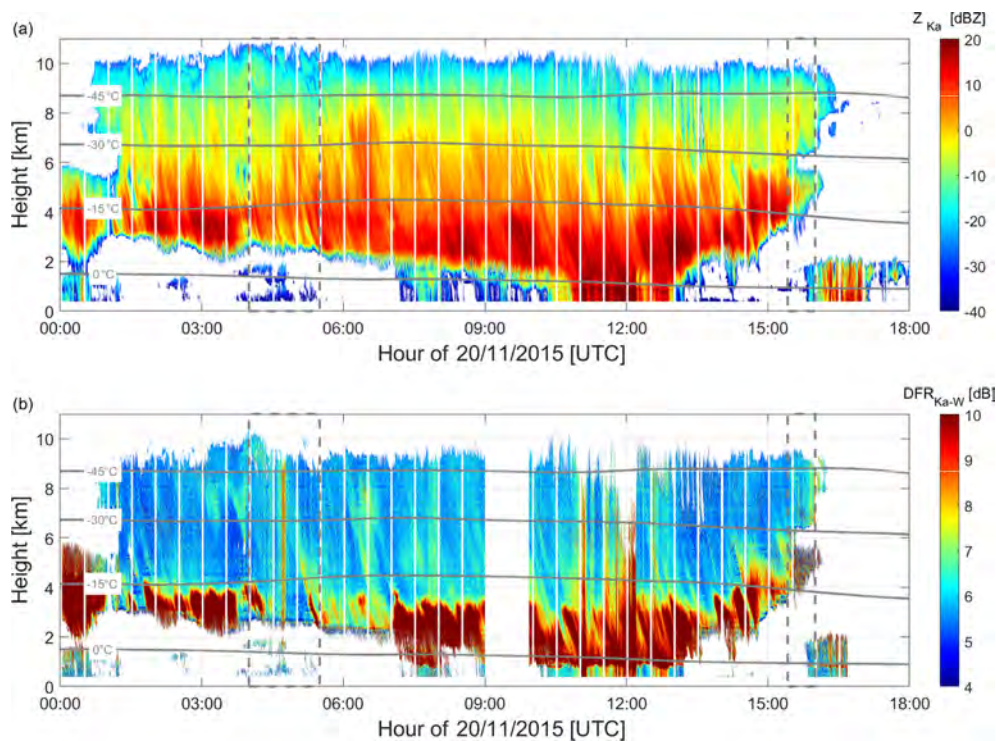 (a)
Z Ka [dBZ]
20
10
0
-10
-20
-30
-40
Height [km]
10
8
6
4
2
0
-45°C
-30°C
-15°C
0°C
00:00 03:00 06:00 09:00 12:00 15:00 18:00
Hour of 20/11/2015 [UTC]
(b)
DFR Ka-W [dB]
10
9
8
7
6
5
4
Height [km]
10
8
6
4
2
0
-45°C
-30°C
-15°C
0°C
00:00 03:00 06:00 09:00 12:00 15:00 18:00
Hour of 20/11/2015 [UTC]